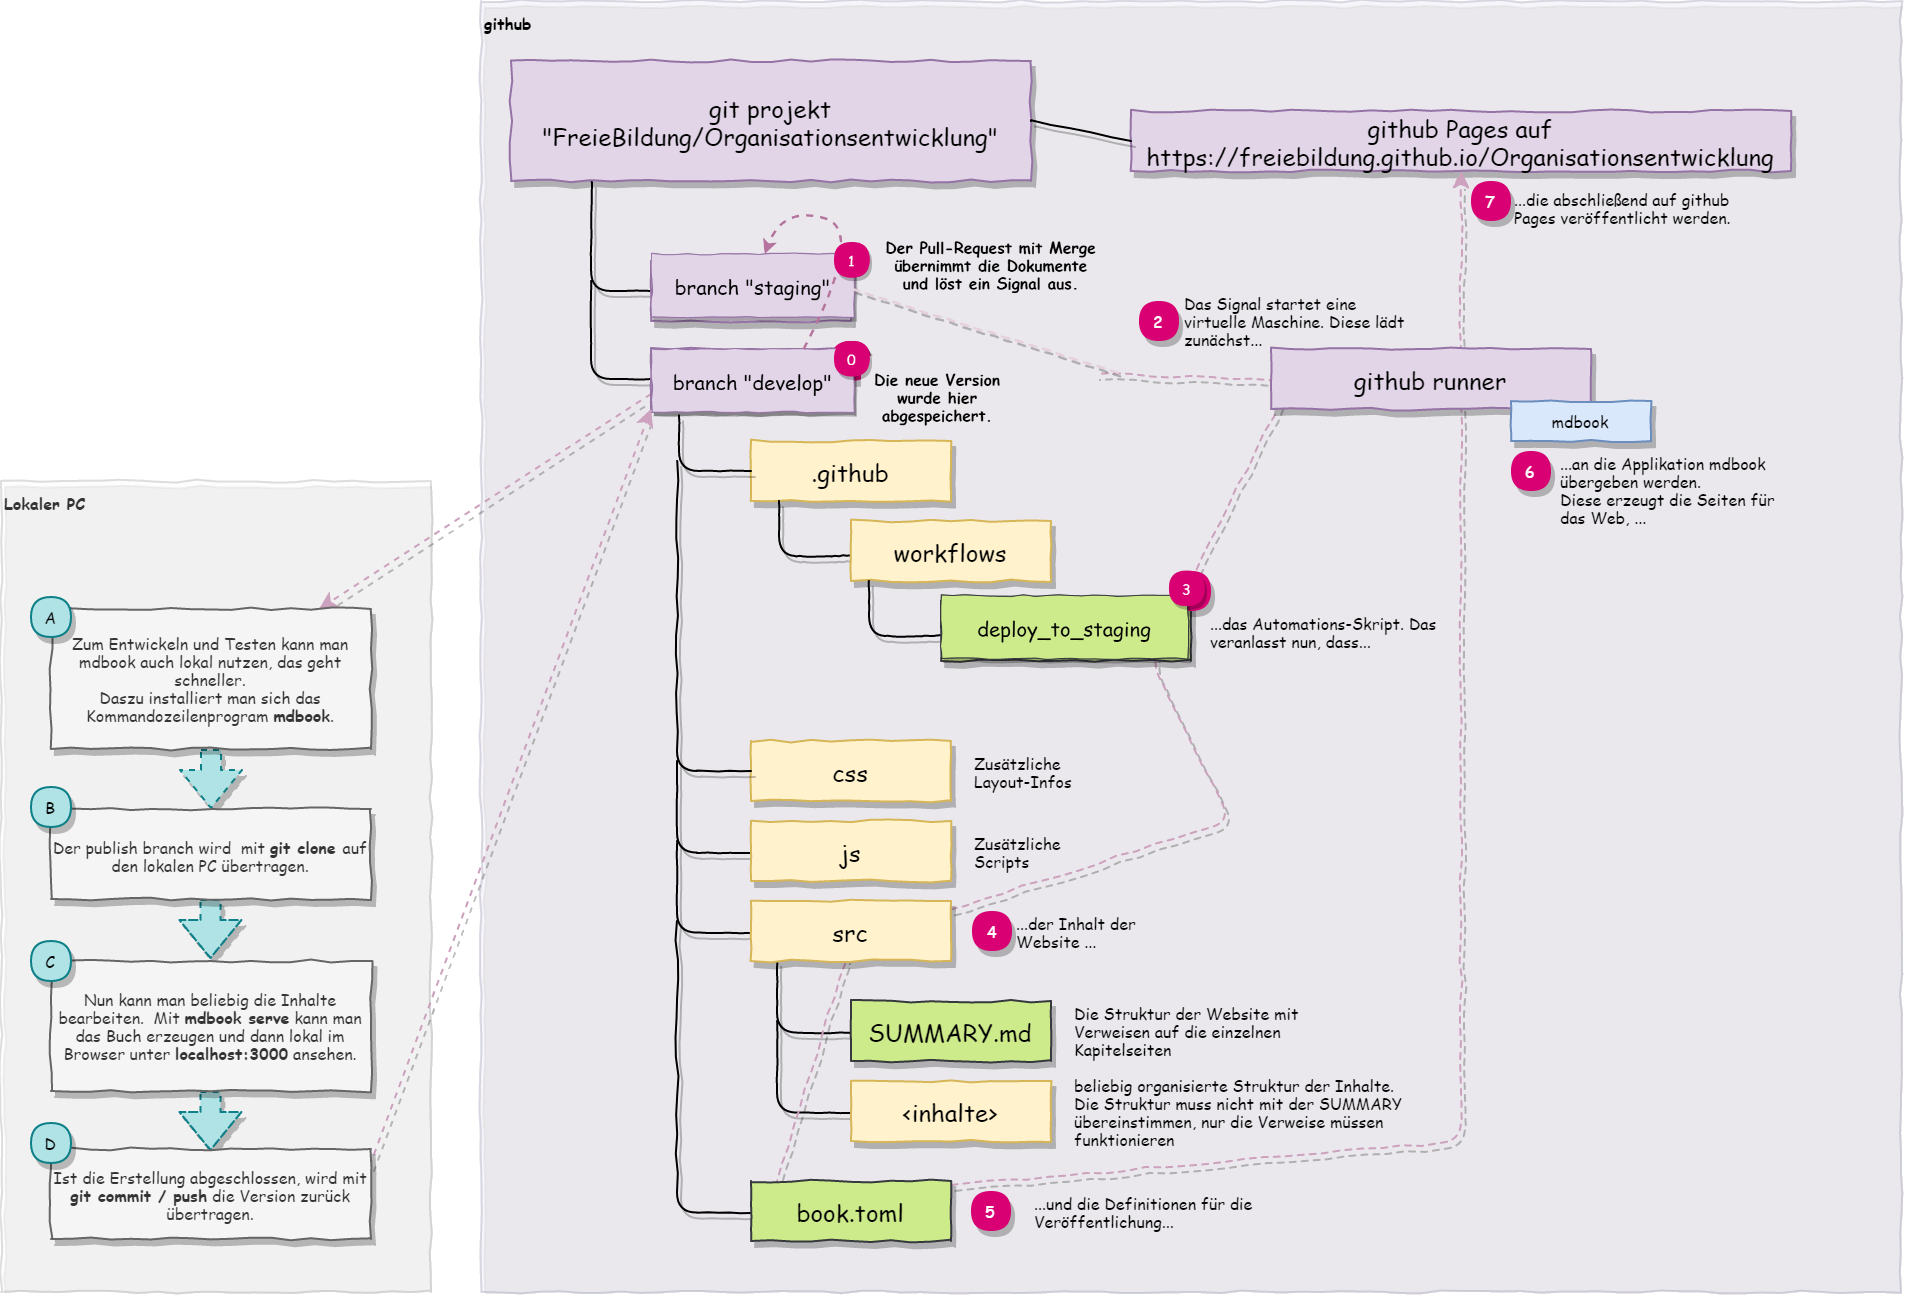 github
git projekt
"FreieBildung/Organisationsentwicklung"
github Pages auf
https://freiebildung.github.io/Organisationsentwicklung
7
...die abschließend auf github
Pages veröffentlicht werden.
branch "staging"
1
Der Pull-Request mit Merge
übernimmt die Dokumente
und löst ein Signal aus.
2
Das Signal startet eine
virtuelle Maschine. Diese lädt
zunächst...
branch "develop"
0
Die neue Version
wurde hier
abgespeichert.
github runner
mdbook
6
...an die Applikation mdbook
übergeben werden.
Diese erzeugt die Seiten für
das Web, ...
.github
workflows
deploy_to_staging
3
...das Automations-Skript. Das
veranlasst nun, dass...
css
Zusätzliche
Layout-Infos
js
Zusätzliche
Scripts
src
4
...der Inhalt der
Website ...
SUMMARY.md
Die Struktur der Website mit
Verweisen auf die einzelnen
Kapitelseiten
<inhalte>
beliebig organisierte Struktur der Inhalte.
Die Struktur muss nicht mit der SUMMARY
übereinstimmen, nur die Verweise müssen
funktionieren
book.toml
5
...und die Definitionen für die
Veröffentlichung...
Lokaler PC
A
Zum Entwickeln und Testen kann man
mdbook auch lokal nutzen, das geht
schneller.
Daszu installiert man sich das
Kommandozeilenprogram mdbook.
B
Der publish branch wird mit git clone auf
den lokalen PC übertragen.
C
Nun kann man beliebig die Inhalte
bearbeiten. Mit mdbook serve kann man
das Buch erzeugen und dann lokal im
Browser unter localhost:3000 ansehen.
D
Ist die Erstellung abgeschlossen, wird mit
git commit / push die Version zurück
übertragen.